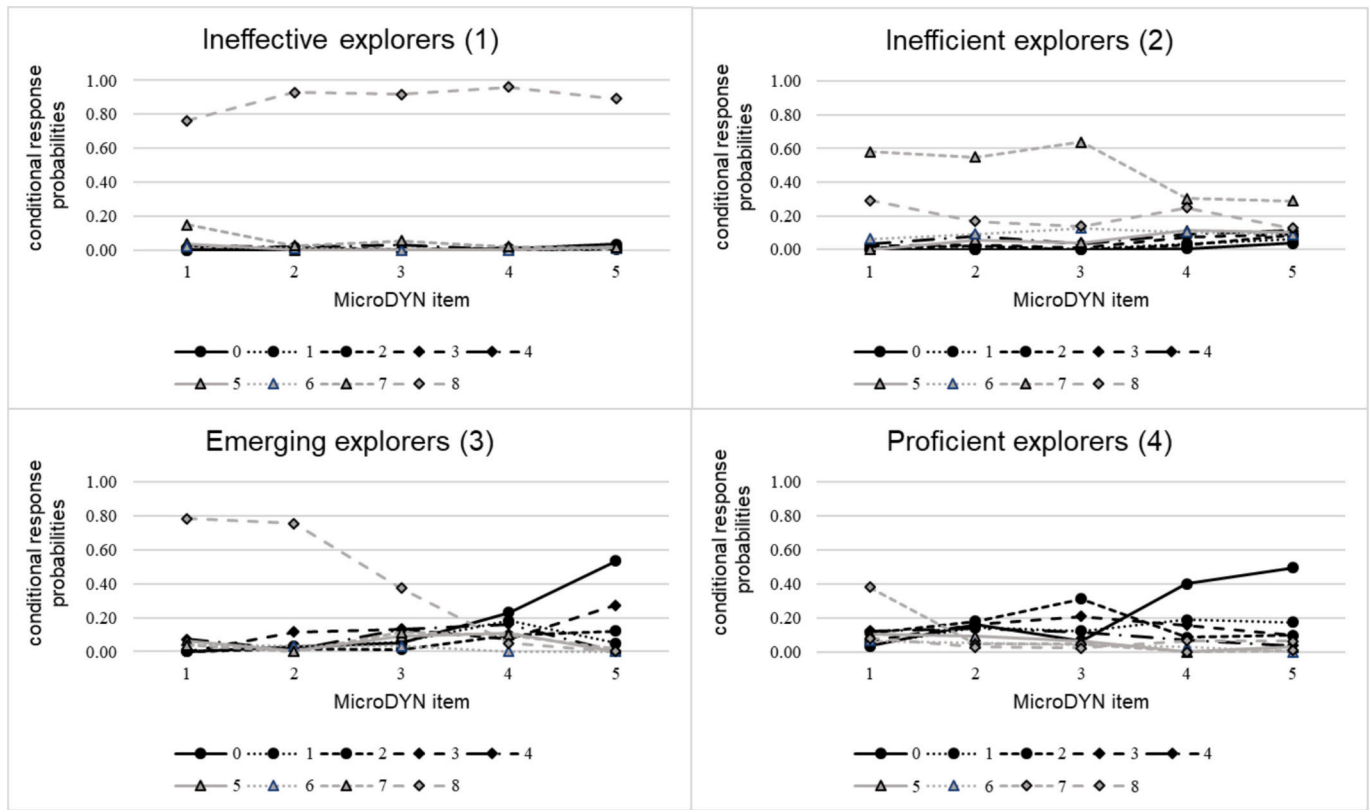 Ineffective explorers (1)
conditional response
probabilities
1.00
0.80
0.60
0.40
0.20
0.00
1 2 3 4 5
MicroDYN item
0 1 2 3 4
5 6 7 8
Inefficient explorers (2)
conditional response
probabilities
1.00
0.80
0.60
0.40
0.20
0.00
1 2 3 4 5
MicroDYN item
0 1 2 3 4
5 6 7 8
Emerging explorers (3)
conditional response
probabilities
1.00
0.80
0.60
0.40
0.20
0.00
1 2 3 4 5
MicroDYN item
0 1 2 3 4
5 6 7 8
Proficient explorers (4)
conditional response
probabilities
1.00
0.80
0.60
0.40
0.20
0.00
1 2 3 4 5
MicroDYN item
0 1 2 3 4
5 6 7 8